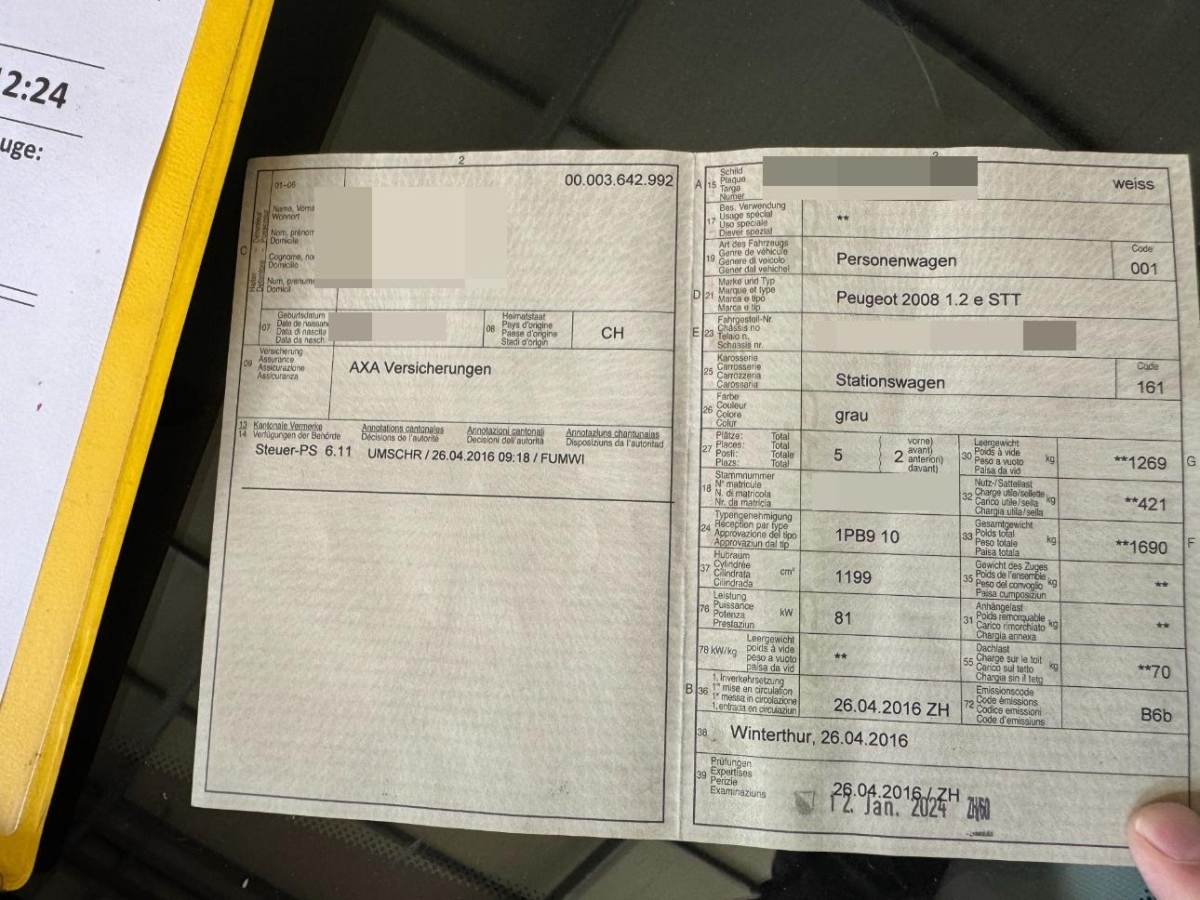 2:24
uge:
2
01-06
00.003.642.992
C
Name, Vorna
Wohnort
Nom, prénom
Domicile
Cognome, no
Domicilio
Num, prenums
Domicil
07
Geburtsdatum
Data da nasch.
08
Heimatstaat
Pays d'origine
Paese d'origine
Stadi d'origin
CH
09
Versicherung
Assurance
Assicurazione
Assicuranza
AXA Versicherungen
13
14
Kantonale Vermerke
Verfügungen der Behörde
Annotations cantonales
Décisions de l'autorité
Annotazioni cantonali
Decisioni dell'autorità
Annotaziuns chantunalas
Disposiziuns da l'autoritad
Steuer-PS 6.11 UMSCHR / 26.04.2016 09:18 / FUMWI
A
15
Schild
Plaque
Targa
Numer
weiss
17
Bes. Verwendung
Usage spécial
Uso speciale
Diever spezial
**
19
Art des Fahrzeugs
Genre de véhicule
Genere di veicolo
Gener dal vehichel
Personenwagen
Code
001
D
21
Marke und Typ
Marque et type
Marca e tipo
Marca e tip
Peugeot 2008 1.2 e STT
E
23
Fahrgestell-Nr.
Châssis no
Telaio n.
Schassis nr.
25
Karosserie
Carrosserie
Carrozzeria
Carossaria
Stationswagen
Code
161
26
Farbe
Couleur
Colore
Colur
grau
27
Plätze: Total
Places: Total
Posti: Totale
Plazs: Total
5
2
vorne)
avant)
anterion)
davant)
30
Leergewicht
Poids à vide
Peso a vuoto
Paisa da vid
kg
**1269
G
18
Stammnummer
N° matricule
N. di matricola
Nr. da matricla
32
Nutz-/Sattellast
Charge utile/sellette
Carico utile/sella
Chargia utila/sella
kg
**421
24
Typengenehmigung
Réception par type
Approvazione del tipo
Approvaziun dal tip
1PB9 10
33
Gesamtgewicht
Poids total
Peso totale
Paisa totala
kg
**1690
F
37
Hubraum
Cylindrée
Cilindrata
Cilindrada
cm³
1199
35
Gewicht des Zuges
Poids de l'ensemble
Peso del convoglio
Paisa cumposiziun
kg
**
76
Leistung
Puissance
Potenza
Prestaziun
kW
81
31
Anhängelast
Poids remorquable
Carico rimorchiato
Chargia annexa
kg
**
78 kW/kg
Leergewicht
poids à vide
peso a vuoto
paisa da vid
**
55
Dachlast
Charge sur le toit
Carico sul tetto
Chargia sin il tetg
kg
**70
B
36
1. Inverkehrsetzung
1re mise en circulation
1a messa in circolazione
1. entrada en circulaziun
26.04.2016 ZH
72
Emissionscode
Code émissions
Codice emissioni
Code d'emissiuns
B6b
38
Winterthur, 26.04.2016
39
Prüfungen
Expertises
Perizie
Examinaziuns
26.04.2016 / ZH
12. Jan. 2024 ZH60